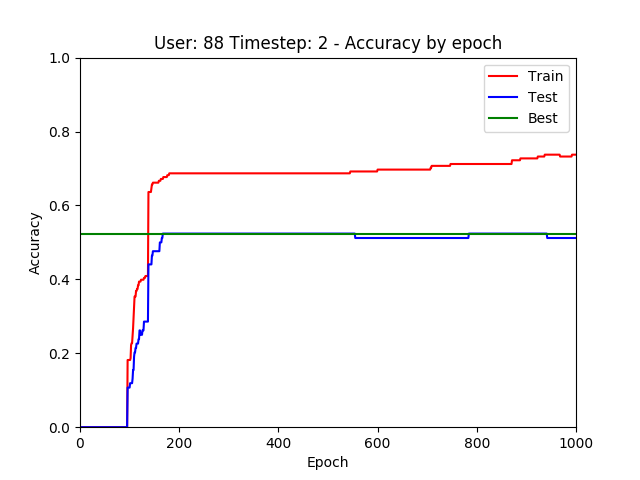 User: 88 Timestep: 2 - Accuracy by epoch
1.0
0.8
0.6
0.4
0.2
0.0
Accuracy
Train
Test
Best
0 200 400 600 800 1000
Epoch